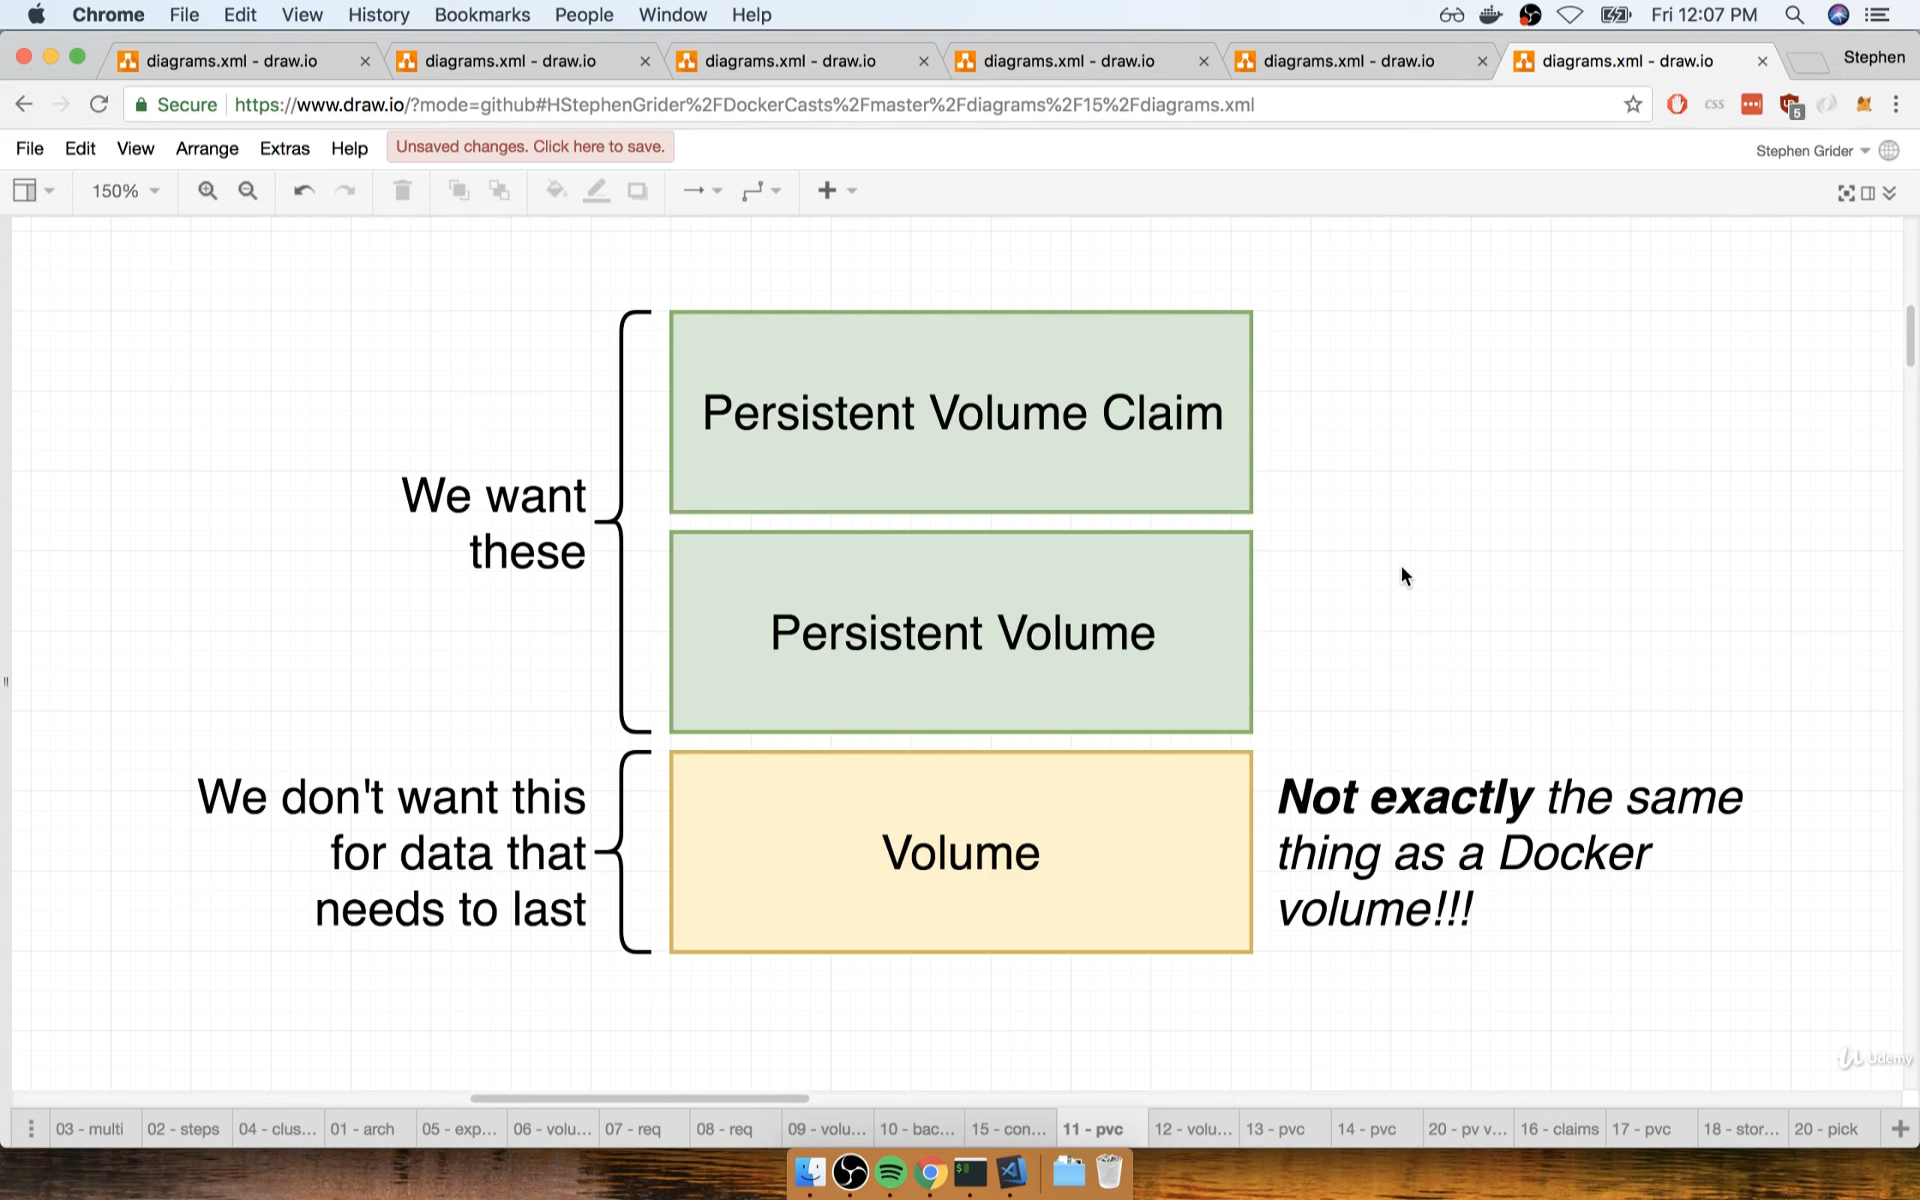 Chrome File Edit View History Bookmarks People Window Help Fri 12:07 PM
diagrams.xml - draw.io diagrams.xml - draw.io diagrams.xml - draw.io diagrams.xml - draw.io diagrams.xml - draw.io diagrams.xml - draw.io Stephen
Secure https://www.draw.io/?mode=github#HStephenGrider%2FDockerCasts%2Fmaster%2Fdiagrams%2F15%2Fdiagrams.xml CSS 5
File Edit View Arrange Extras Help Unsaved changes. Click here to save. Stephen Grider
150%
Persistent Volume Claim
We want
these
Persistent Volume
We don't want this
for data that
needs to last
Volume
Not exactly the same
thing as a Docker
volume!!!
Udemy
03 - multi 02 - steps 04 - clus... 01 - arch 05 - exp... 06 - volu... 07 - req 08 - req 09 - volu... 10 - bac... 15 - con... 11 - pvc 12 - volu... 13 - pvc 14 - pvc 20 - pv v... 16 - claims 17 - pvc 18 - stor... 20 - pick